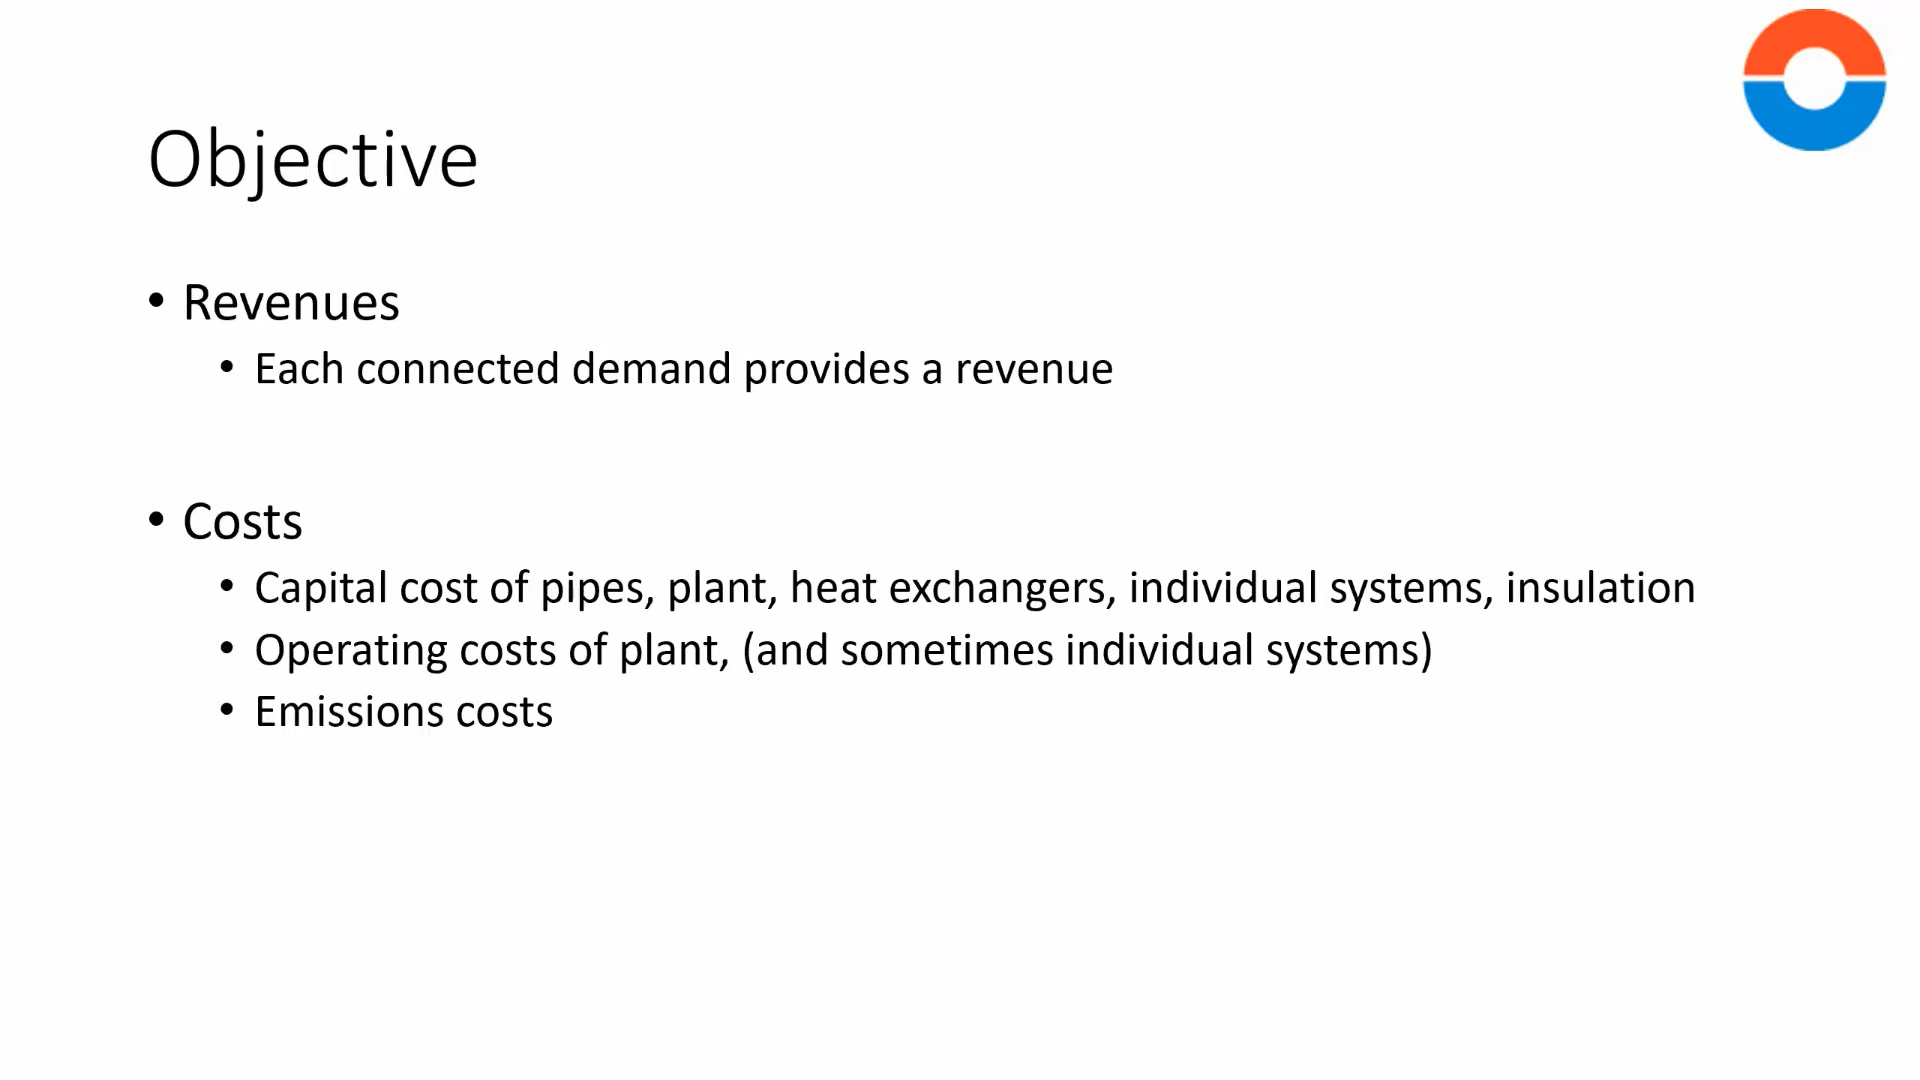 Objective
• Revenues
• Each connected demand provides a revenue
• Costs
• Capital cost of pipes, plant, heat exchangers, individual systems, insulation
• Operating costs of plant, (and sometimes individual systems)
• Emissions costs